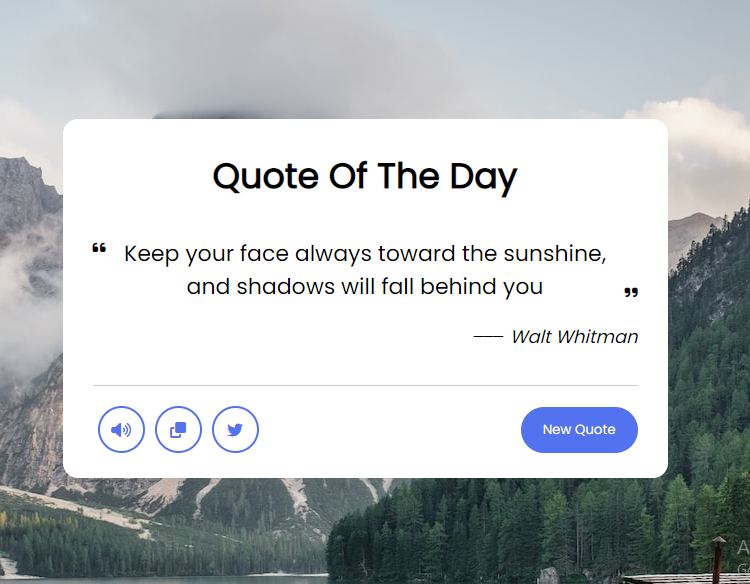 Quote Of The Day
❝ Keep your face always toward the sunshine,
and shadows will fall behind you ❞
—— Walt Whitman
New Quote